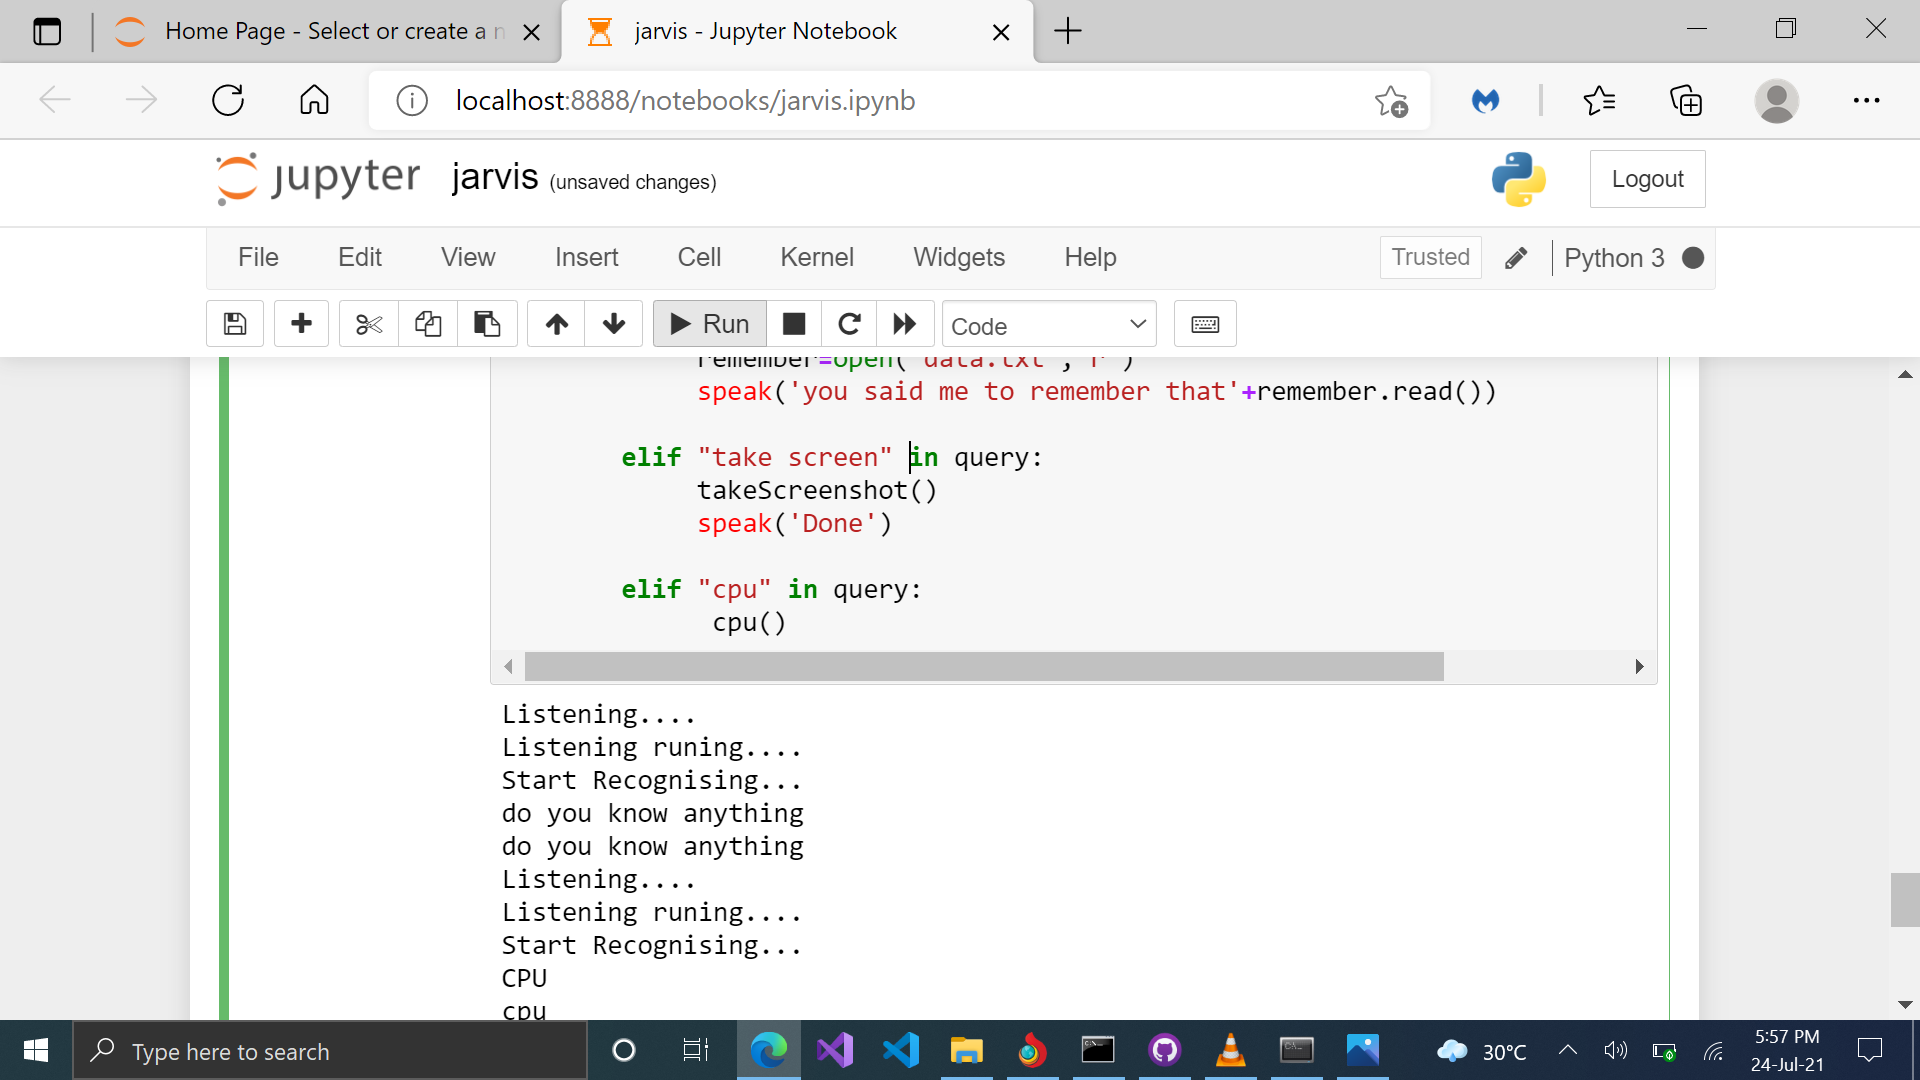 Home Page - Select or create a n
jarvis - Jupyter Notebook
localhost:8888/notebooks/jarvis.ipynb
jupyter jarvis (unsaved changes)
Logout
File Edit View Insert Cell Kernel Widgets Help
Trusted
Python 3
Run
Code
remember=open('data.txt','r')
speak('you said me to remember that'+remember.read())
elif "take screen" in query:
takeScreenshot()
speak('Done')
elif "cpu" in query:
cpu()
Listening....
Listening runing....
Start Recognising...
do you know anything
do you know anything
Listening....
Listening runing....
Start Recognising...
CPU
cpu
Type here to search
30°C
5:57 PM
24-Jul-21